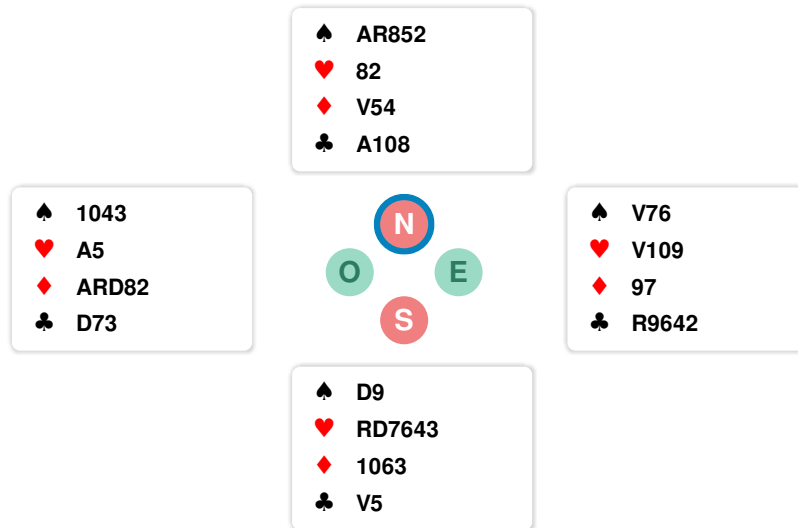 ♠ AR852
♥ 82
♦ V54
♣ A108
♠ 1043
♥ A5
♦ ARD82
♣ D73
N
O E
S
♠ V76
♥ V109
♦ 97
♣ R9642
♠ D9
♥ RD7643
♦ 1063
♣ V5